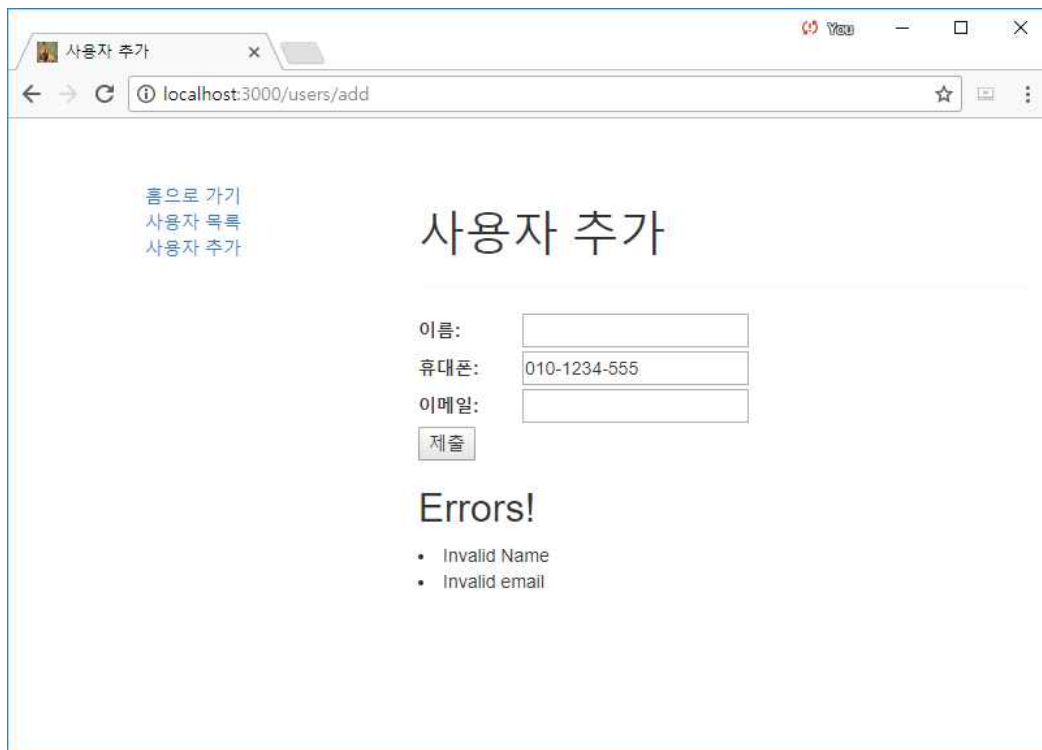 You
사용자 추가
localhost:3000/users/add
홈으로 가기
사용자 목록
사용자 추가
사용자 추가
이름:
휴대폰: 010-1234-555
이메일:
제출
Errors!
• Invalid Name
• Invalid email